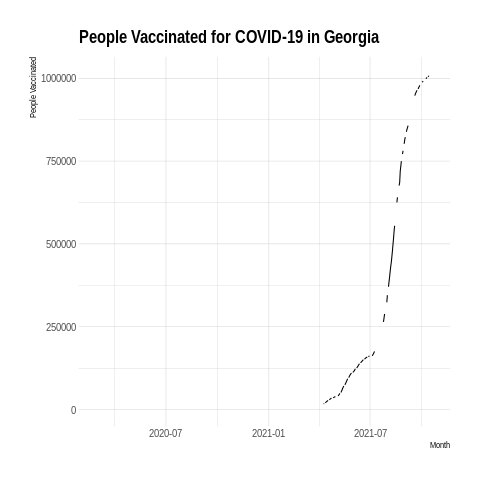 People Vaccinated for COVID-19 in Georgia
People Vaccinated
1000000
750000
500000
250000
0
2020-07 2021-01 2021-07
Month